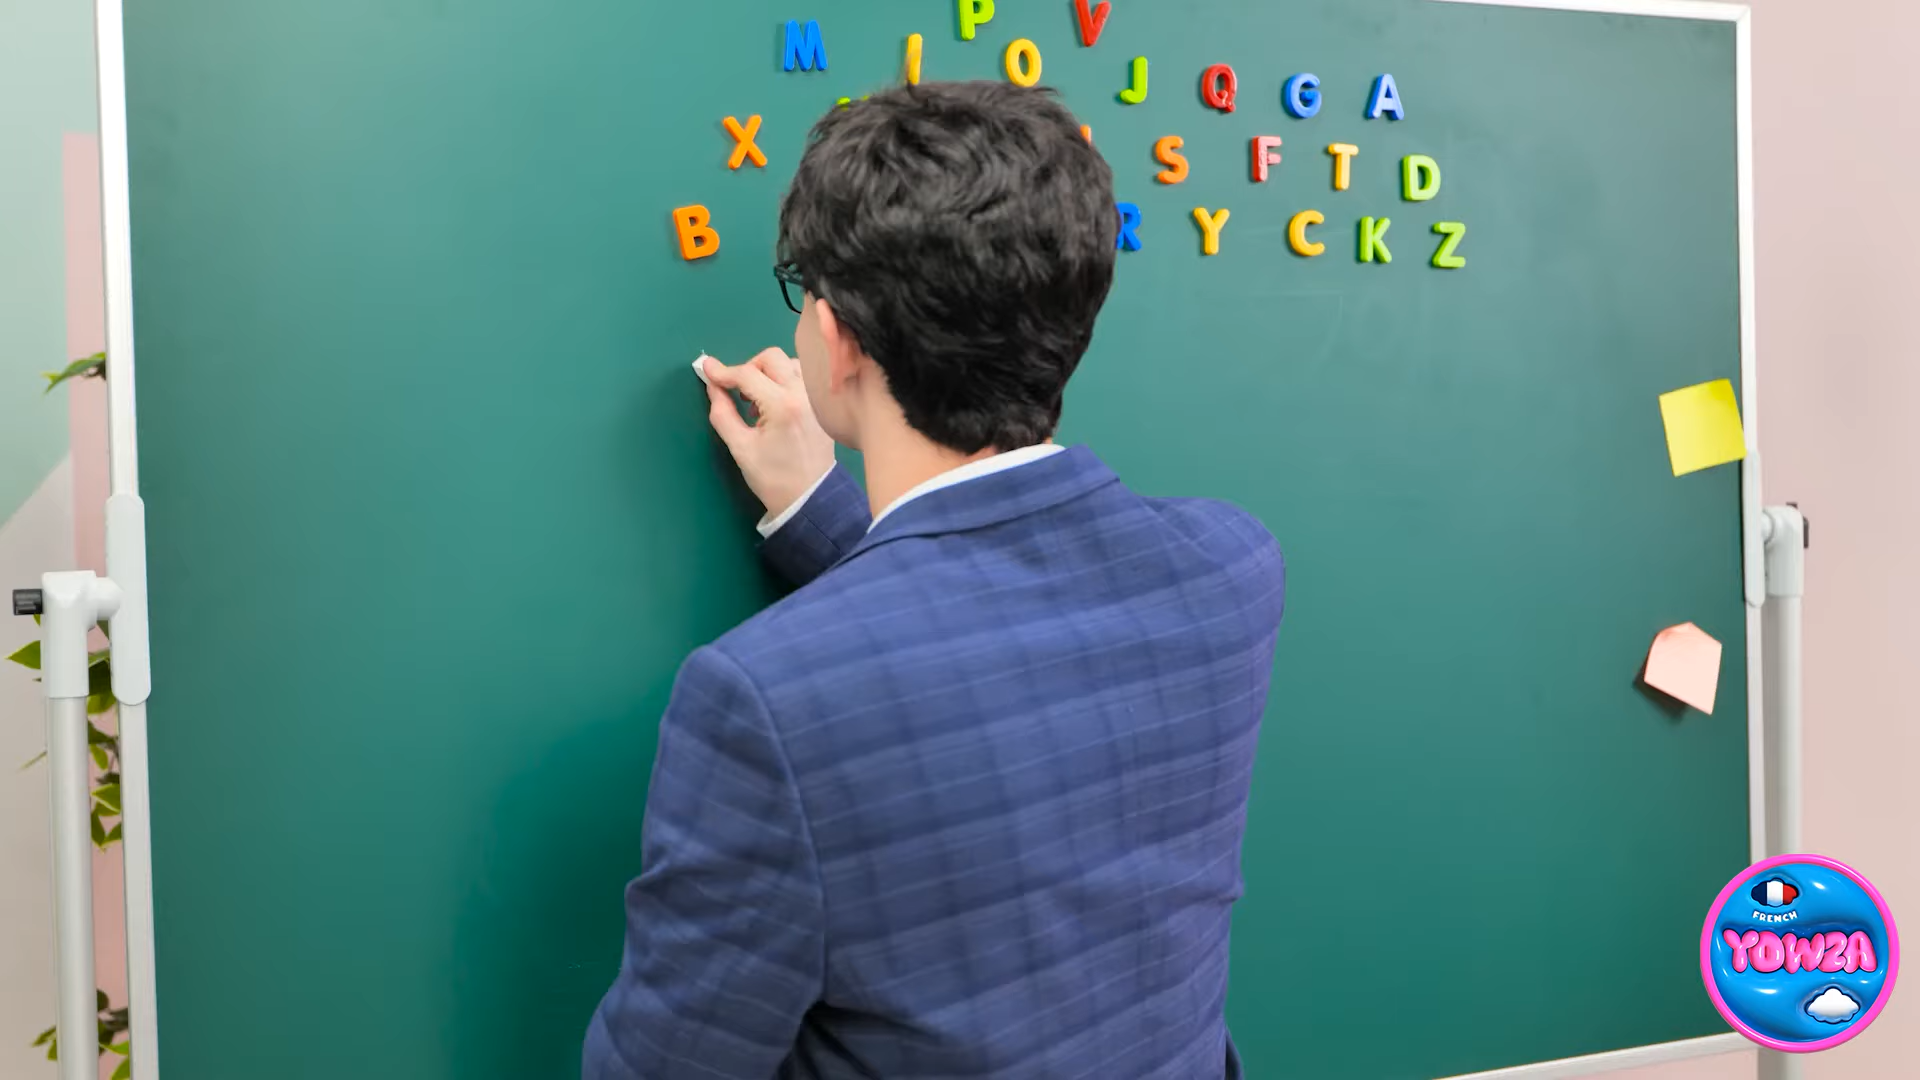 P V
M I O
J Q G A
X S F T D
B R Y C K Z
FRENCH
YOWZA